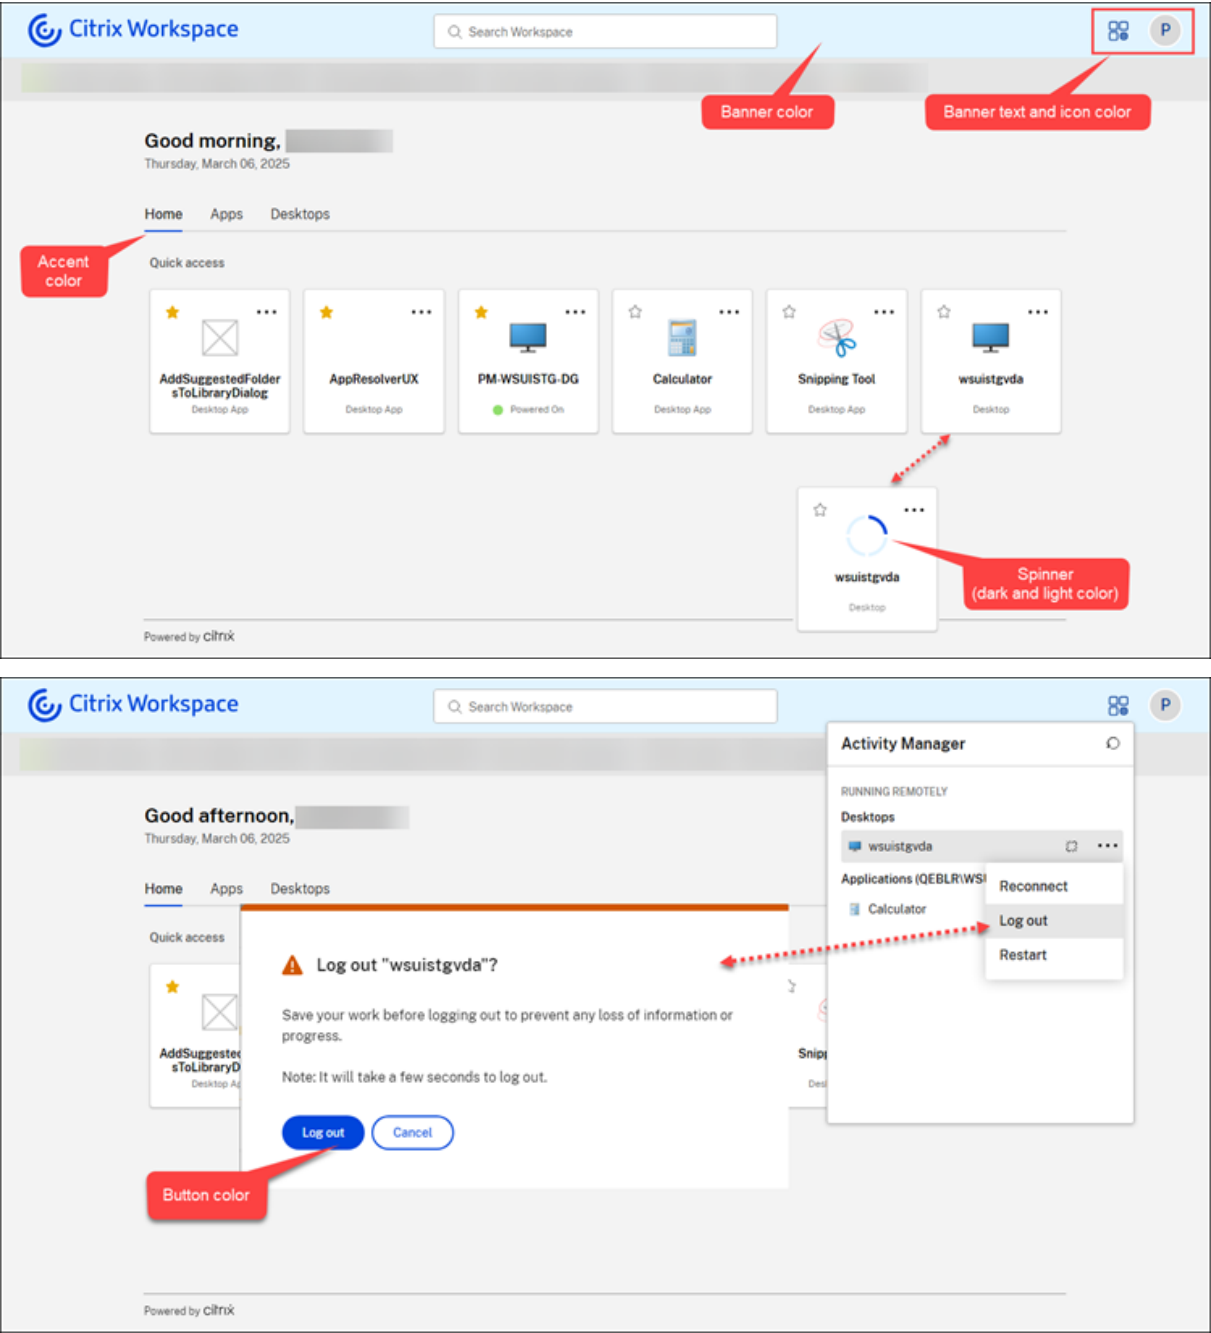 Citrix Workspace
Search Workspace
P
Banner color
Banner text and icon color
Good morning,
Thursday, March 06, 2025
Home Apps Desktops
Accent
color
Quick access
AddSuggestedFolder
sToLibraryDialog
Desktop App
AppResolverUX
Desktop App
PM-WSUISTG-DG
Powered On
Calculator
Desktop App
Snipping Tool
Desktop App
wsuistgvda
Desktop
wsuistgvda
Desktop
Spinner
(dark and light color)
Powered by citrix
Citrix Workspace
Search Workspace
P
Activity Manager
RUNNING REMOTELY
Desktops
wsuistgvda
Applications (QEBLR\WS
Calculator
Reconnect
Log out
Restart
Good afternoon,
Thursday, March 06, 2025
Home Apps Desktops
Quick access
AddSuggeste
sToLibraryD
Desktop A
Snip
Des
Log out "wsuistgvda"?
Save your work before logging out to prevent any loss of information or
progress.
Note: It will take a few seconds to log out.
Log out Cancel
Button color
Powered by citrix